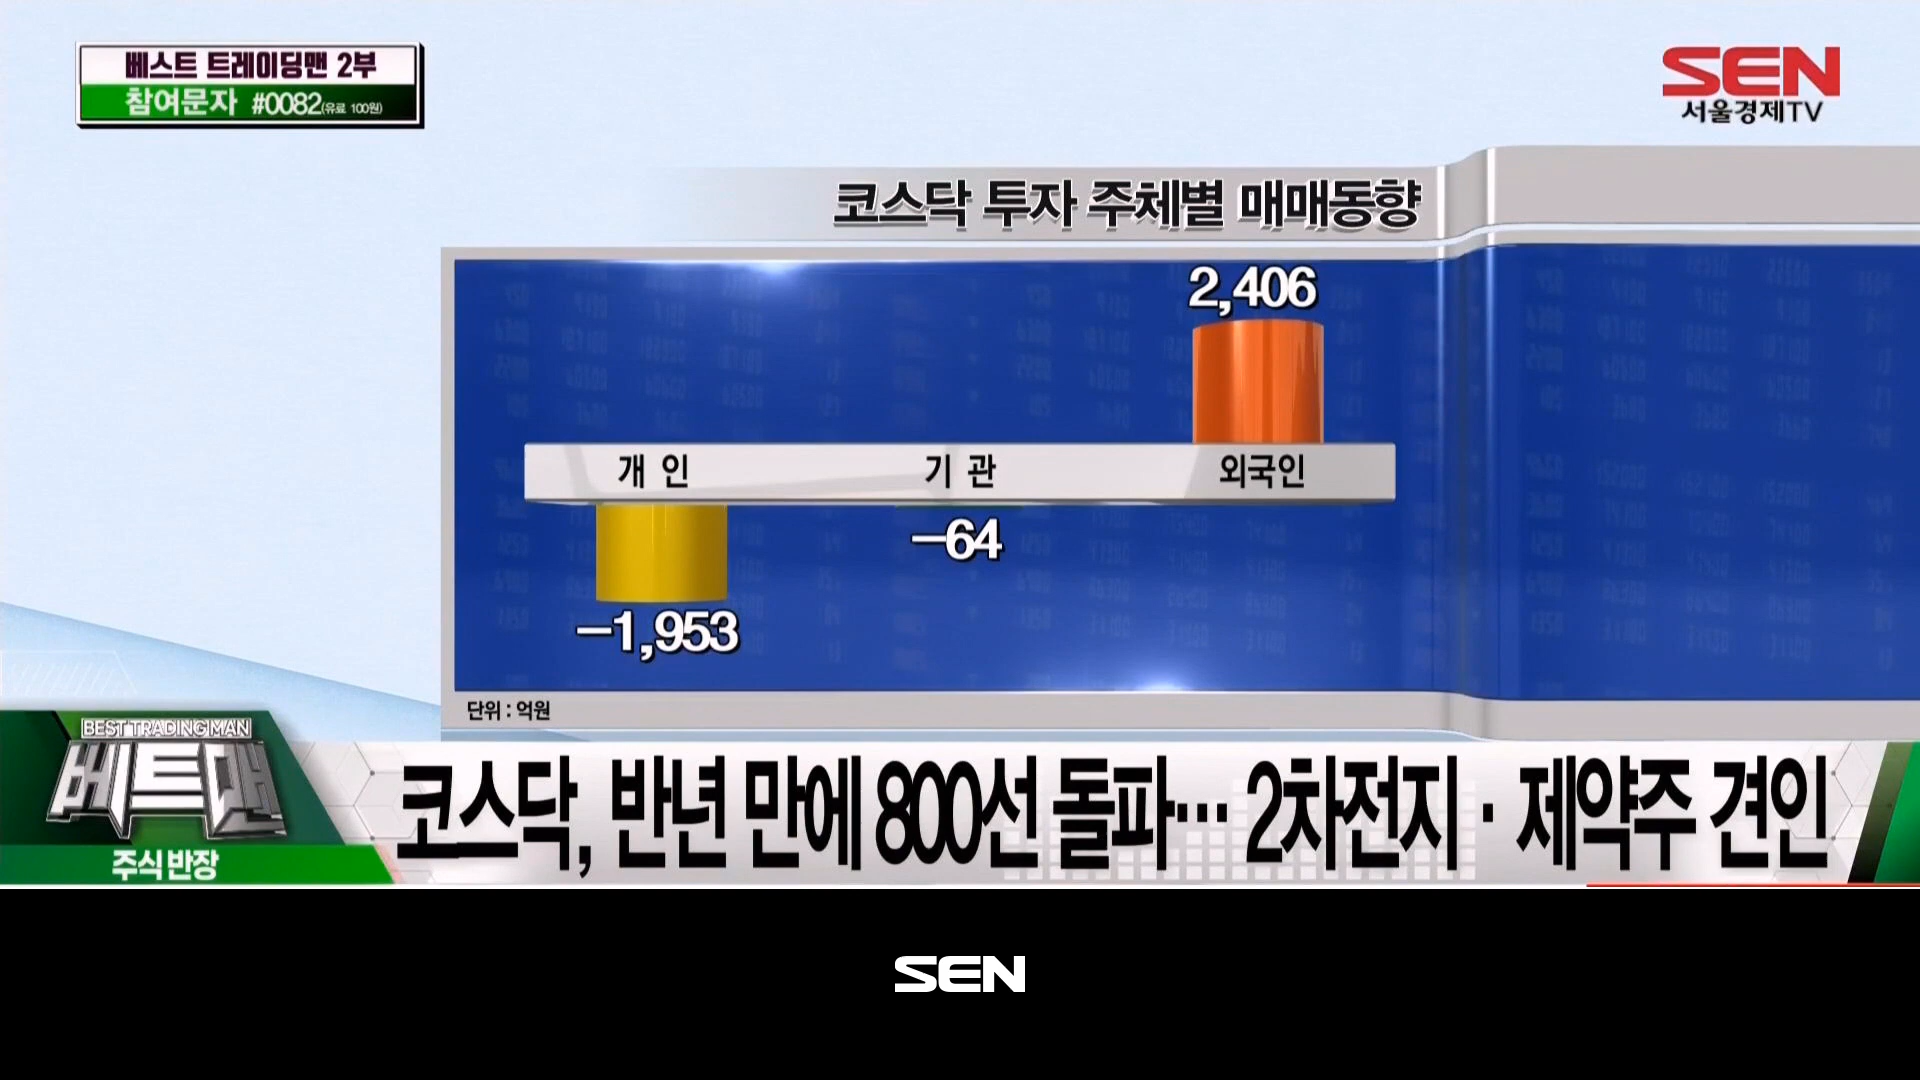 베스트 트레이딩맨 2부
참여문자 #0082(유료 100원)
SEN
서울경제TV
코스닥 투자 주체별 매매동향
2,406
개 인 기 관 외국인
-64
-1,953
단위 : 억원
BEST TRADING MAN
베트맨
주식반장
코스닥, 반년 만에 800선 돌파… 2차전지· 제약주 견인
SEN